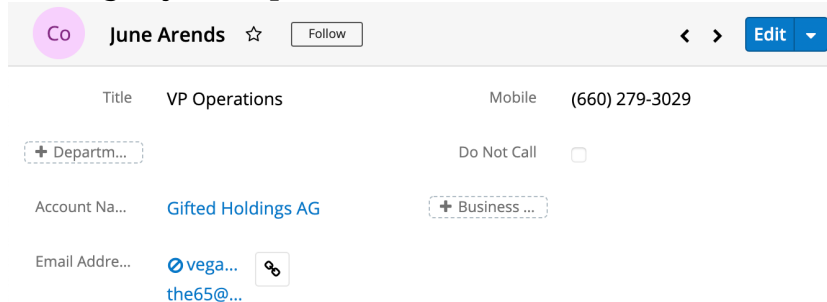 Co June Arends Follow Edit
Title VP Operations Mobile (660) 279-3029
+ Departm... Do Not Call
Account Na... Gifted Holdings AG + Business ...
Email Addre... vega...
the65@...